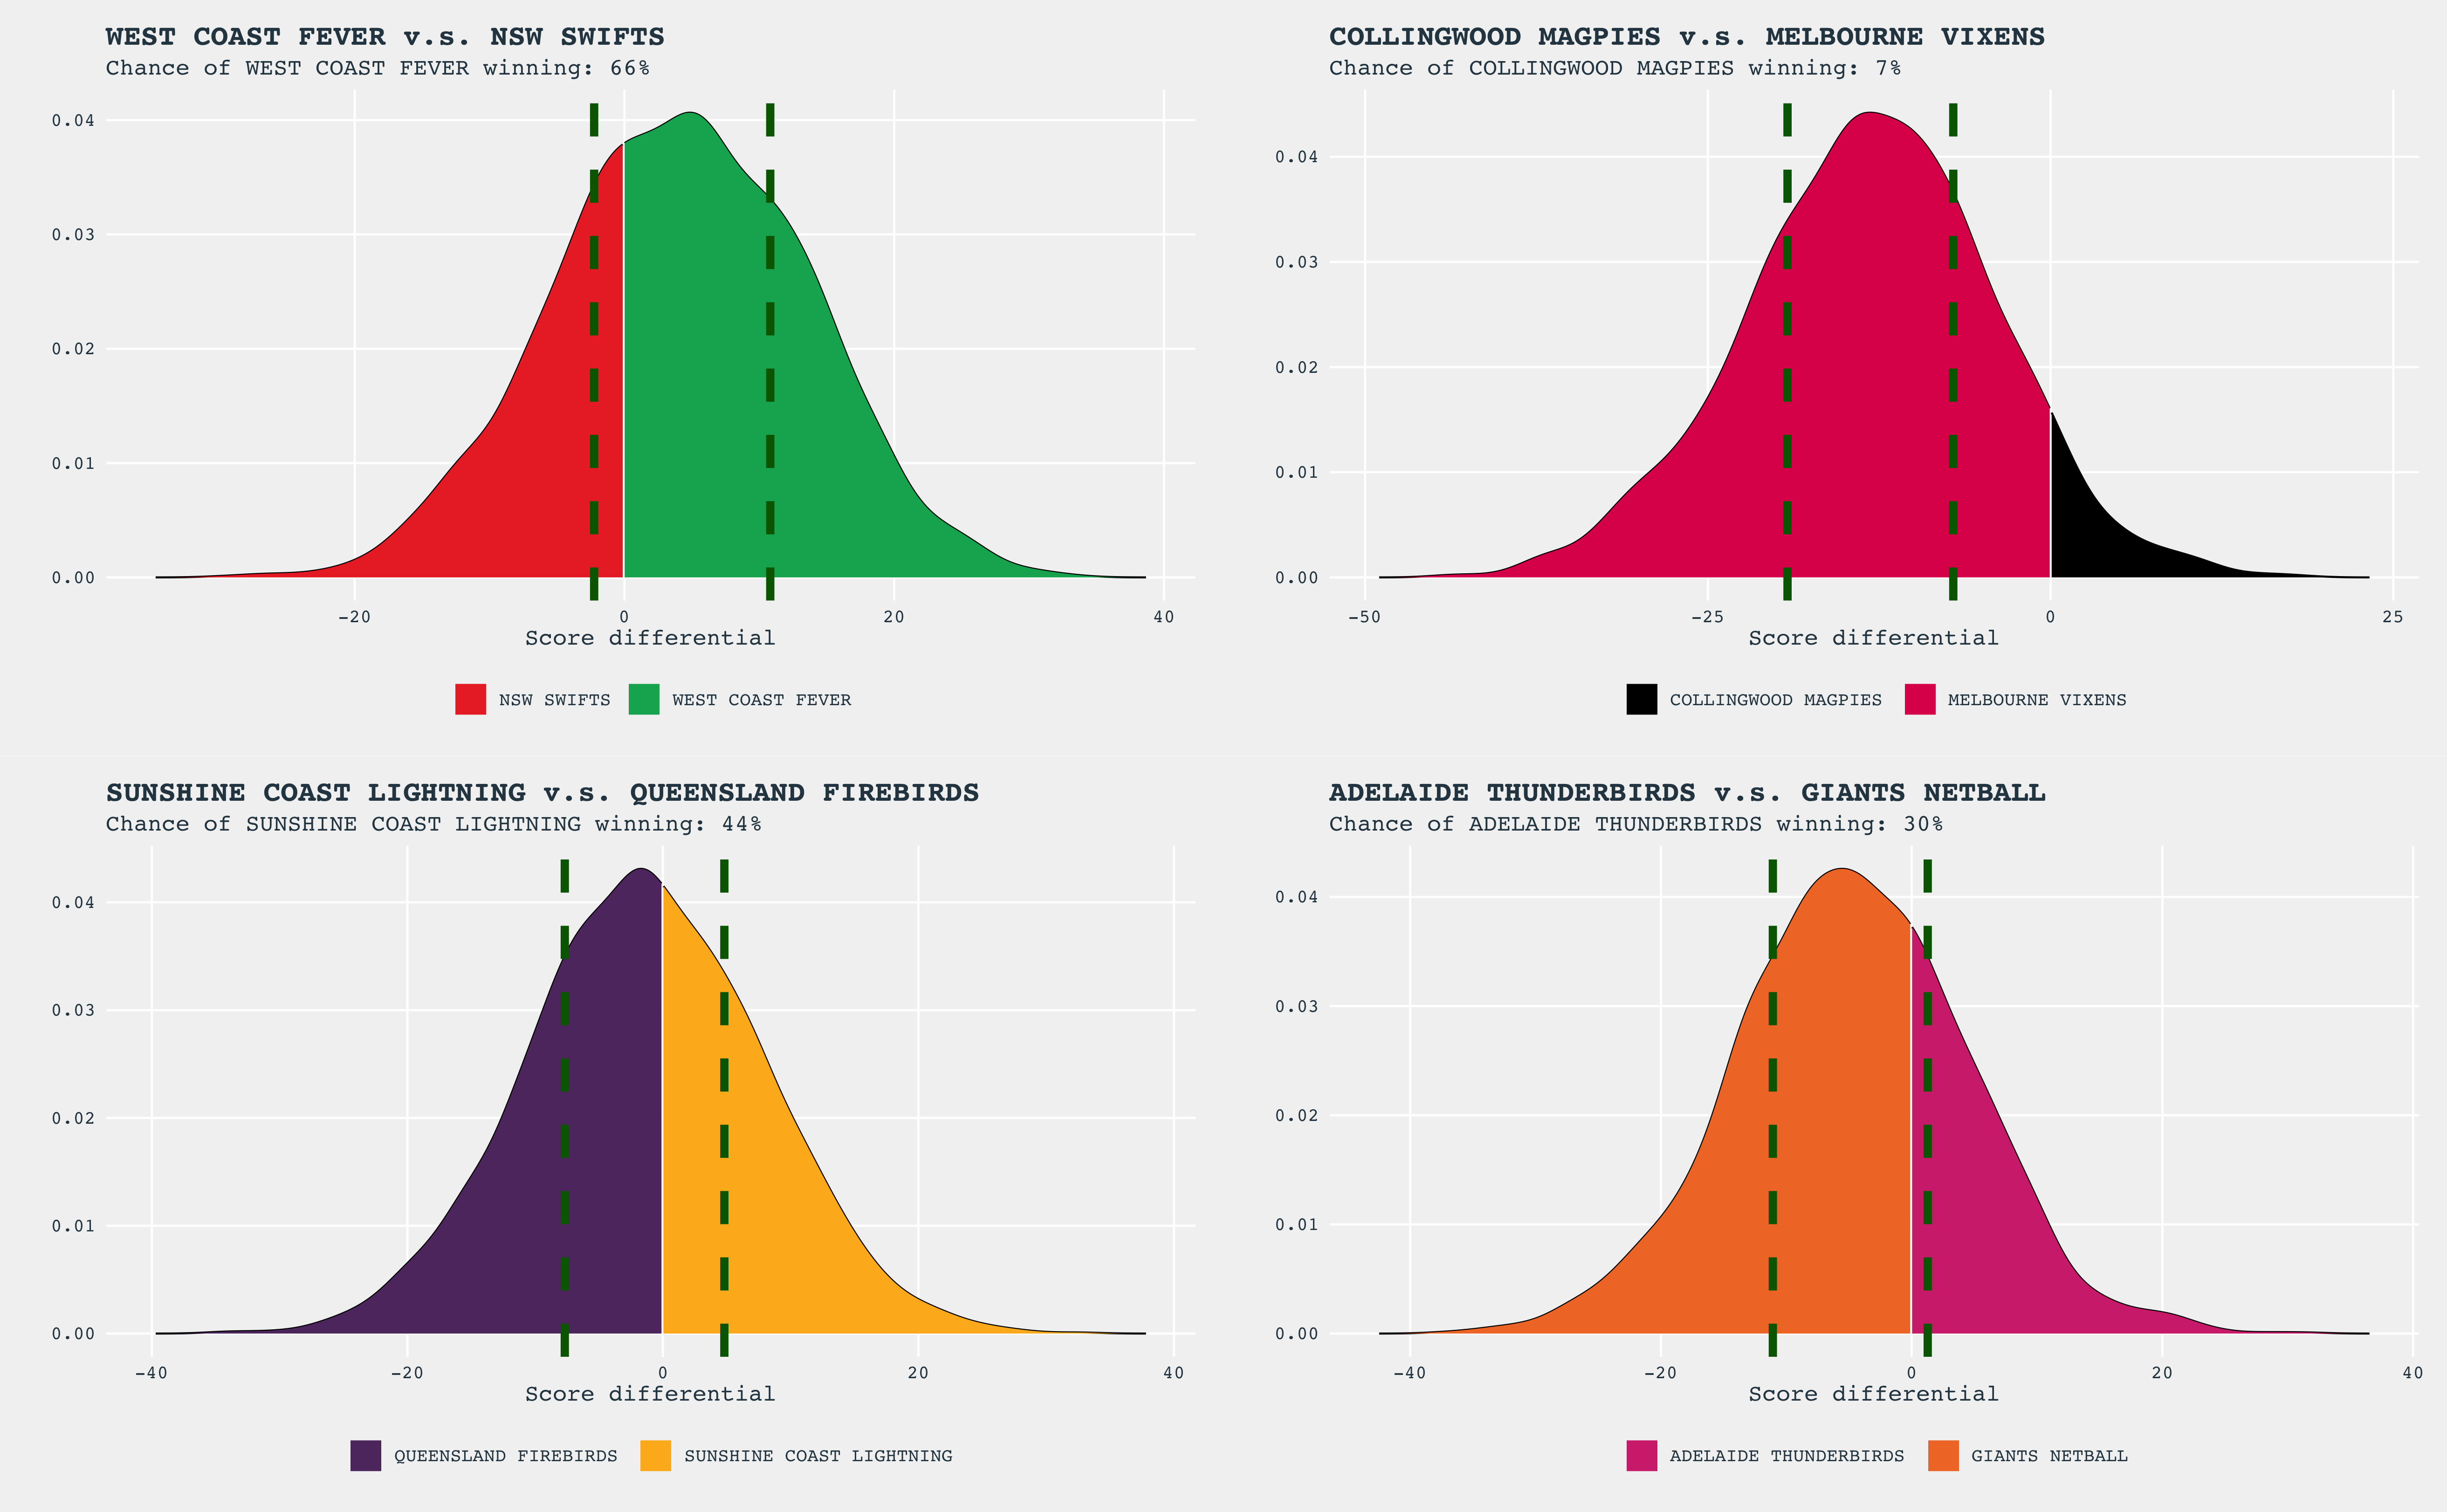 WEST COAST FEVER v.s. NSW SWIFTS
Chance of WEST COAST FEVER winning: 66%
0.04
0.03
0.02
0.01
0.00
-20 0 20 40
Score differential
NSW SWIFTS WEST COAST FEVER
COLLINGWOOD MAGPIES v.s. MELBOURNE VIXENS
Chance of COLLINGWOOD MAGPIES winning: 7%
0.04
0.03
0.02
0.01
0.00
-50 -25 0 25
Score differential
COLLINGWOOD MAGPIES MELBOURNE VIXENS
SUNSHINE COAST LIGHTNING v.s. QUEENSLAND FIREBIRDS
Chance of SUNSHINE COAST LIGHTNING winning: 44%
0.04
0.03
0.02
0.01
0.00
-40 -20 0 20 40
Score differential
QUEENSLAND FIREBIRDS SUNSHINE COAST LIGHTNING
ADELAIDE THUNDERBIRDS v.s. GIANTS NETBALL
Chance of ADELAIDE THUNDERBIRDS winning: 30%
0.04
0.03
0.02
0.01
0.00
-40 -20 0 20 40
Score differential
ADELAIDE THUNDERBIRDS GIANTS NETBALL